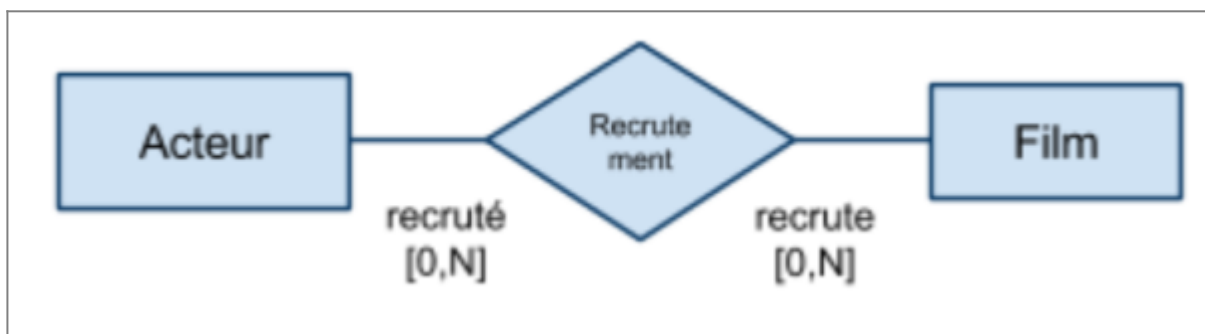 Acteur
Recrute
ment
Film
recruté
[0,N]
recrute
[0,N]